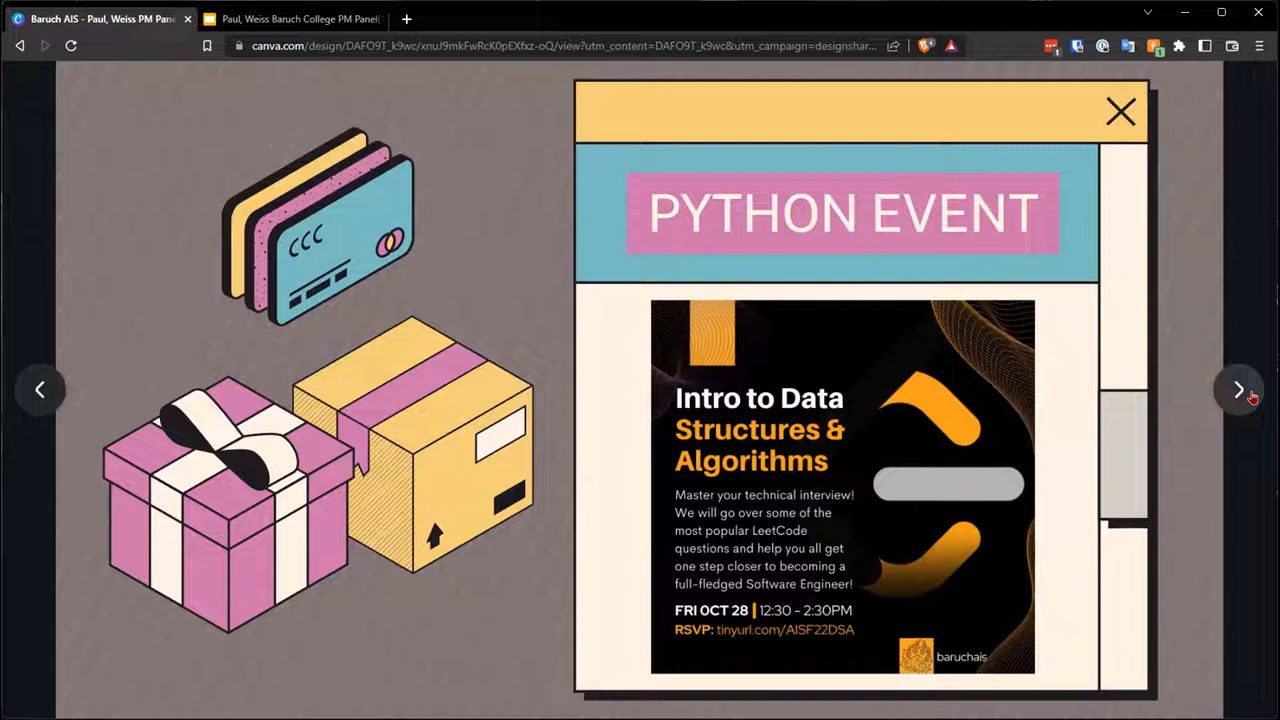 Baruch AIS - Paul, Weiss PM Pane
Paul, Weiss Baruch College PM Panel(
canva.com/design/DAFO9T_k9wc/xnuJ9mkFwRcK0pEXfxz-oQ/view?utm_content=DAFO9T_k9wc&utm_campaign=designshar...
PYTHON EVENT
CCC
Intro to Data
Structures &
Algorithms
Master your technical interview!
We will go over some of the
most popular LeetCode
questions and help you all get
one step closer to becoming a
full-fledged Software Engineer!
FRI OCT 28 | 12:30 - 2:30PM
RSVP: tinyurl.com/AISF22DSA
baruchais